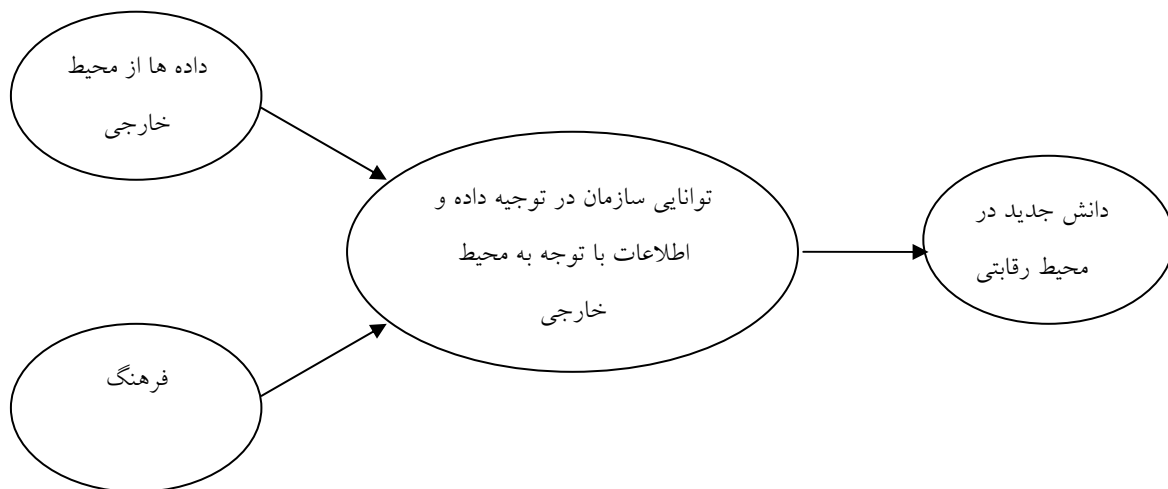 داده ها از محیط
خارجی
توانایی سازمان در توجیه داده و
اطلاعات با توجه به محیط
خارجی
دانش جدید در
محیط رقابتی
فرهنگ